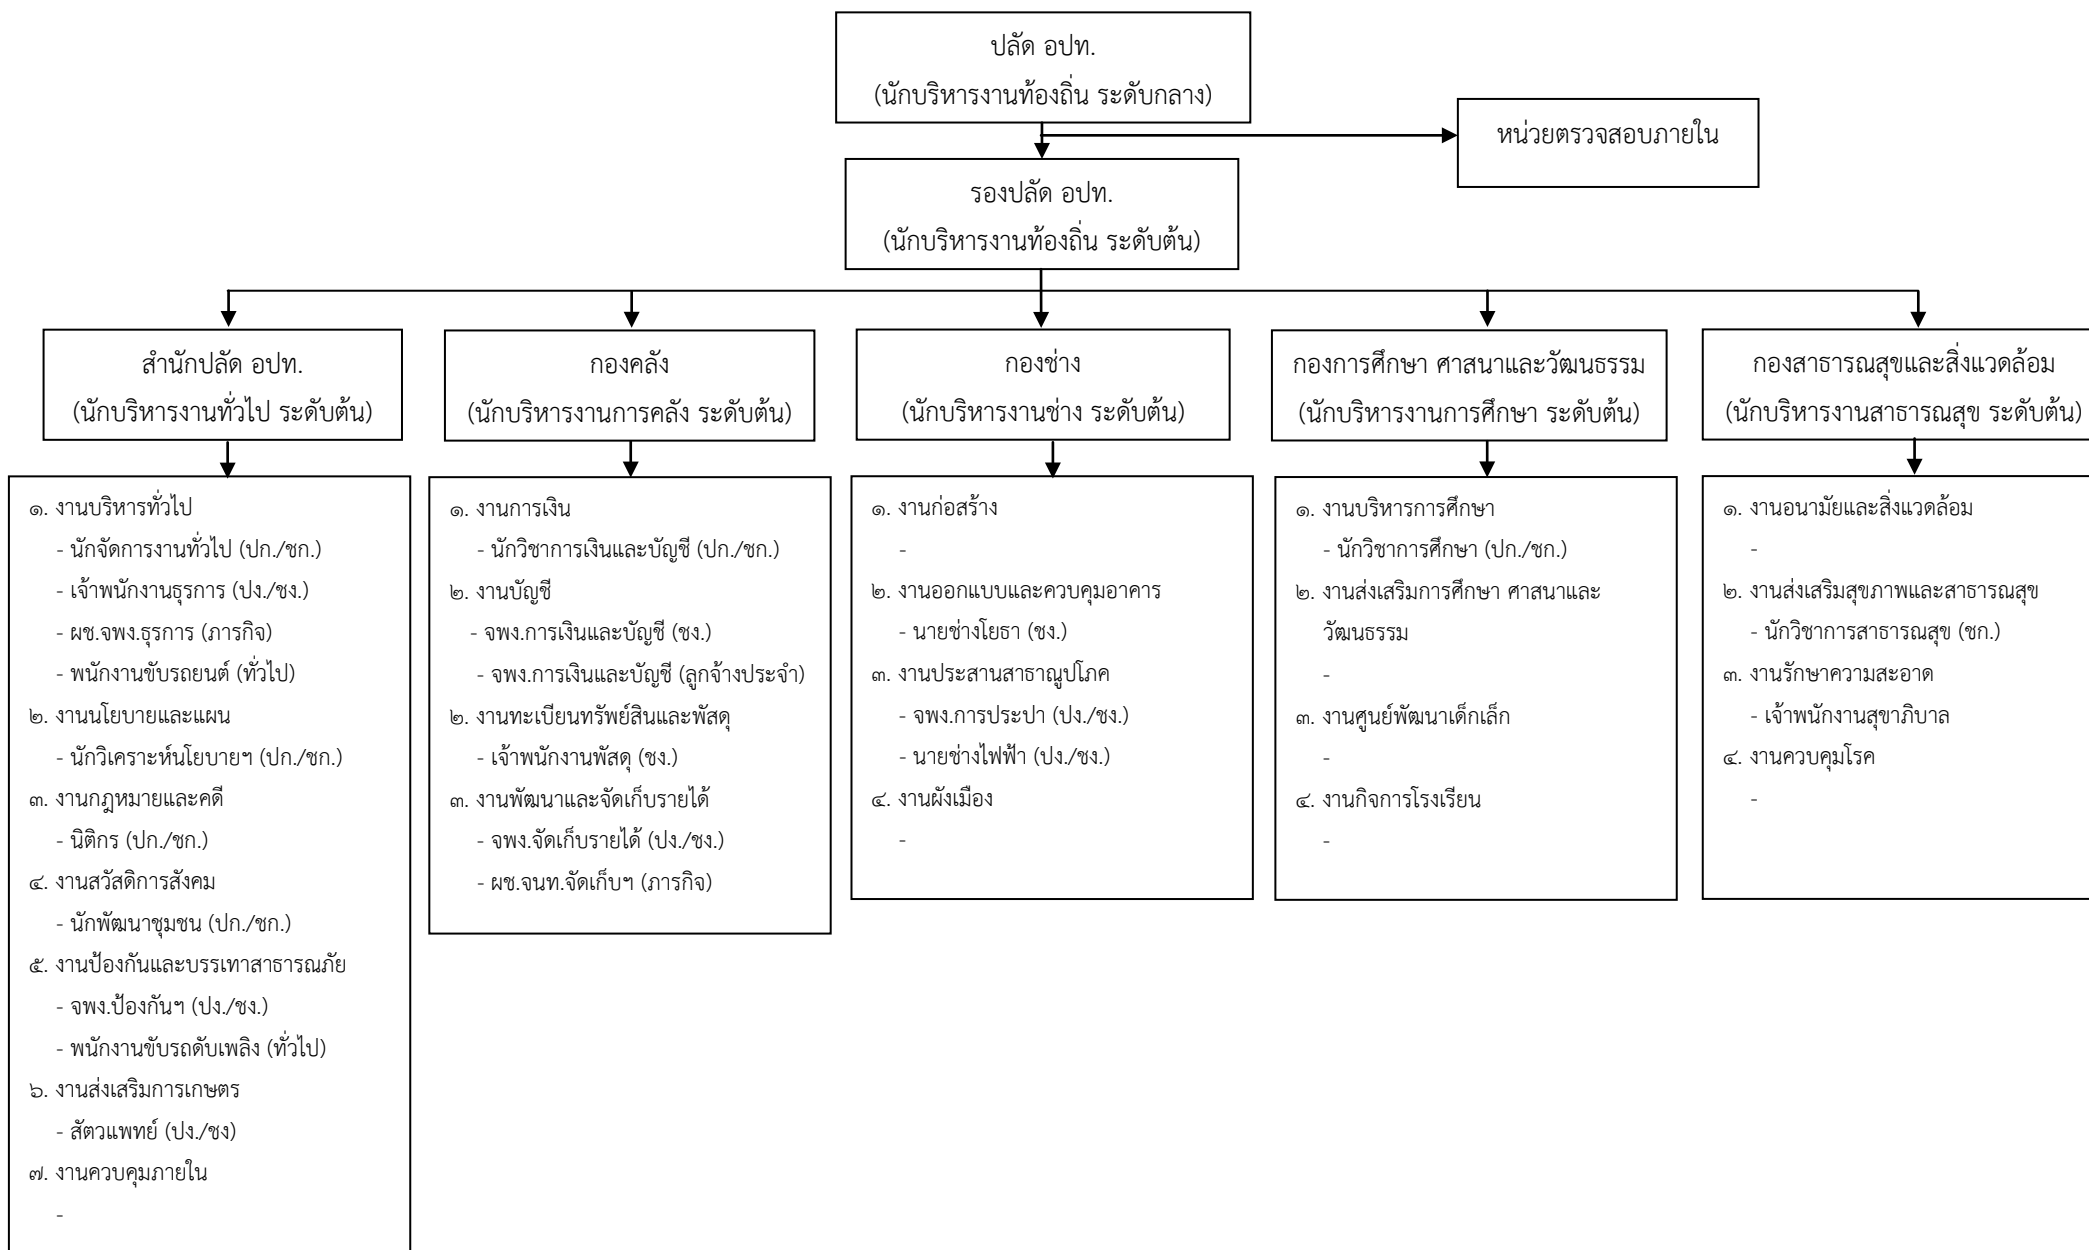 ปลัด อปท.
(นักบริหารงานท้องถิ่น ระดับกลาง)
หน่วยตรวจสอบภายใน
รองปลัด อปท.
(นักบริหารงานท้องถิ่น ระดับต้น)
สำนักปลัด อปท.
(นักบริหารงานทั่วไป ระดับต้น)
กองคลัง
(นักบริหารงานการคลัง ระดับต้น)
กองช่าง
(นักบริหารงานช่าง ระดับต้น)
กองการศึกษา ศาสนาและวัฒนธรรม
(นักบริหารงานการศึกษา ระดับต้น)
กองสาธารณสุขและสิ่งแวดล้อม
(นักบริหารงานสาธารณสุข ระดับต้น)
๑. งานบริหารทั่วไป
- นักจัดการงานทั่วไป (ปก./ชก.)
- เจ้าพนักงานธุรการ (ปง./ชง.)
- ผช.จพง.ธุรการ (ภารกิจ)
- พนักงานขับรถยนต์ (ทั่วไป)
๒. งานนโยบายและแผน
- นักวิเคราะห์นโยบายฯ (ปก./ชก.)
๓. งานกฎหมายและคดี
- นิติกร (ปก./ชก.)
๔. งานสวัสดิการสังคม
- นักพัฒนาชุมชน (ปก./ชก.)
๕. งานป้องกันและบรรเทาสาธารณภัย
- จพง.ป้องกันฯ (ปง./ชง.)
- พนักงานขับรถดับเพลิง (ทั่วไป)
๖. งานส่งเสริมการเกษตร
- สัตวแพทย์ (ปง./ชง)
๗. งานควบคุมภายใน
-
๑. งานการเงิน
- นักวิชาการเงินและบัญชี (ปก./ชก.)
๒. งานบัญชี
- จพง.การเงินและบัญชี (ชง.)
- จพง.การเงินและบัญชี (ลูกจ้างประจำ)
๒. งานทะเบียนทรัพย์สินและพัสดุ
- เจ้าพนักงานพัสดุ (ชง.)
๓. งานพัฒนาและจัดเก็บรายได้
- จพง.จัดเก็บรายได้ (ปง./ชง.)
- ผช.จนท.จัดเก็บฯ (ภารกิจ)
๑. งานก่อสร้าง
-
๒. งานออกแบบและควบคุมอาคาร
- นายช่างโยธา (ชง.)
๓. งานประสานสาธาณูปโภค
- จพง.การประปา (ปง./ชง.)
- นายช่างไฟฟ้า (ปง./ชง.)
๔. งานผังเมือง
-
๑. งานบริหารการศึกษา
- นักวิชาการศึกษา (ปก./ชก.)
๒. งานส่งเสริมการศึกษา ศาสนาและ
วัฒนธรรม
-
๓. งานศูนย์พัฒนาเด็กเล็ก
-
๔. งานกิจการโรงเรียน
-
๑. งานอนามัยและสิ่งแวดล้อม
-
๒. งานส่งเสริมสุขภาพและสาธารณสุข
- นักวิชาการสาธารณสุข (ชก.)
๓. งานรักษาความสะอาด
- เจ้าพนักงานสุขาภิบาล
๔. งานควบคุมโรค
-